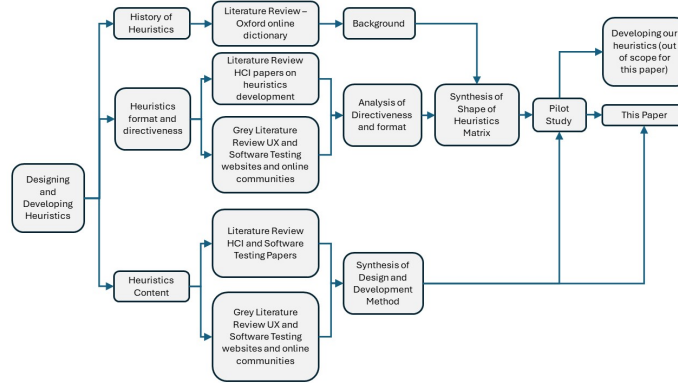 Designing
and
Developing
Heuristics
History of
Heuristics
Literature Review –
Oxford online
dictionary
Background
Heuristics
format and
directiveness
Literature Review
HCI papers on
heuristics
development
Grey Literature
Review UX and
Software Testing
websites and online
communities
Analysis of
Directiveness
and format
Synthesis of
Shape of
Heuristics
Matrix
Pilot
Study
Developing our
heuristics (out
of scope for
this paper)
This Paper
Heuristics
Content
Literature Review
HCI and Software
Testing Papers
Grey Literature
Review UX and
Software Testing
websites and online
communities
Synthesis of
Design and
Development
Method